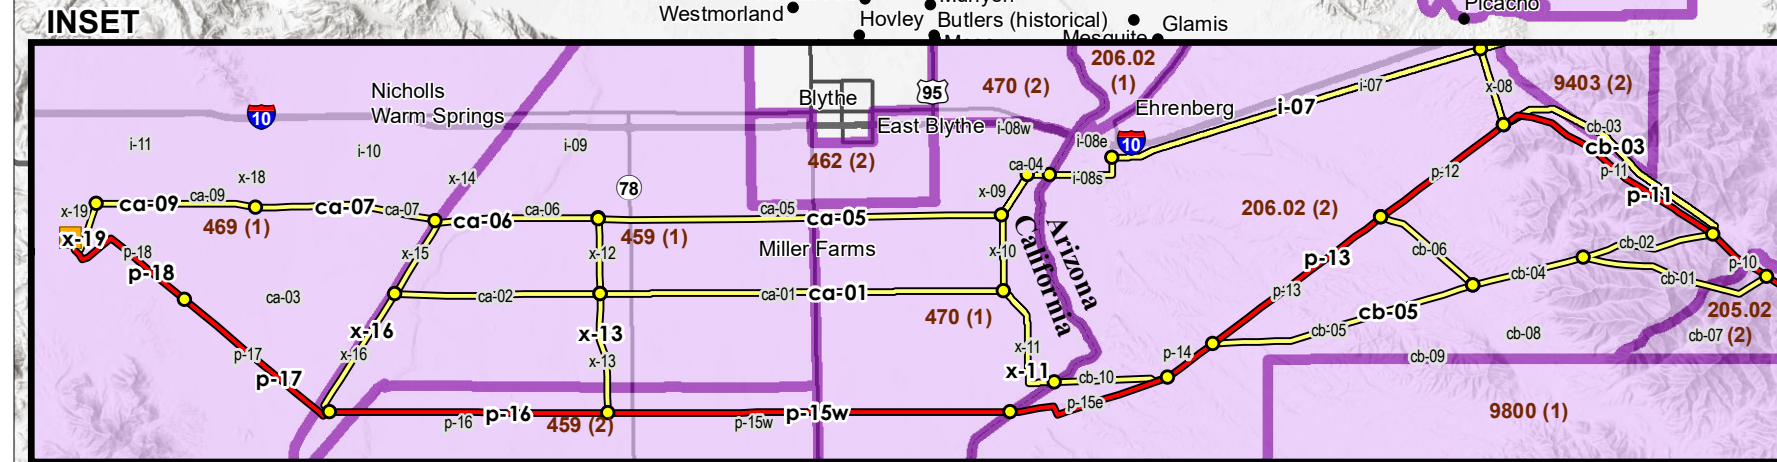 INSET
Westmorland
Hovley
Butlers (historical)
Glamis
Mesquite
Picacho
Nicholls
Warm Springs
10
Blythe
East Blythe
95
470 (2)
206.02
(1)
Ehrenberg
10
i-07
i-07
x-08
9403 (2)
i-11
i-10
i-09
i-08w
i-08e
i-08s
462 (2)
78
ca-04
cb-03
cb-03
p-11
p-11
p-12
x-18
x-14
x-19
x-19
ca-09
ca-09
469 (1)
ca-07
ca-07
ca-06
ca-06
459 (1)
ca-05
ca-05
x-09
206.02 (2)
Miller Farms
Arizona
California
x-10
x-12
x-15
p-18
p-18
ca-03
ca-02
ca-01
ca-01
470 (1)
p-13
p-13
cb-06
cb-04
cb-02
cb-01
p-10
205.02
(2)
cb-05
cb-05
cb-08
cb-07
cb-09
x-16
x-16
x-13
x-13
x-11
x-11
p-14
cb-10
p-17
p-17
p-16
p-16
459 (2)
p-15w
p-15w
p-15e
9800 (1)